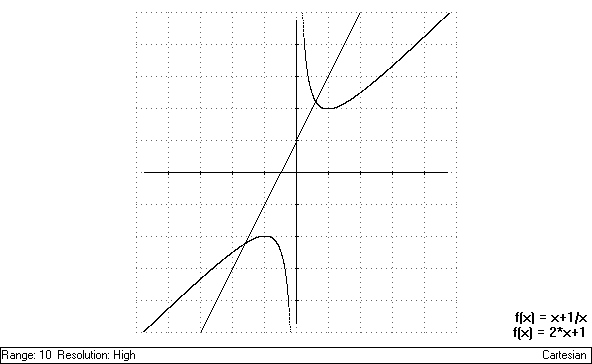 f(x) = x+1/x
f(x) = 2*x+1
Range: 10 Resolution: High Cartesian